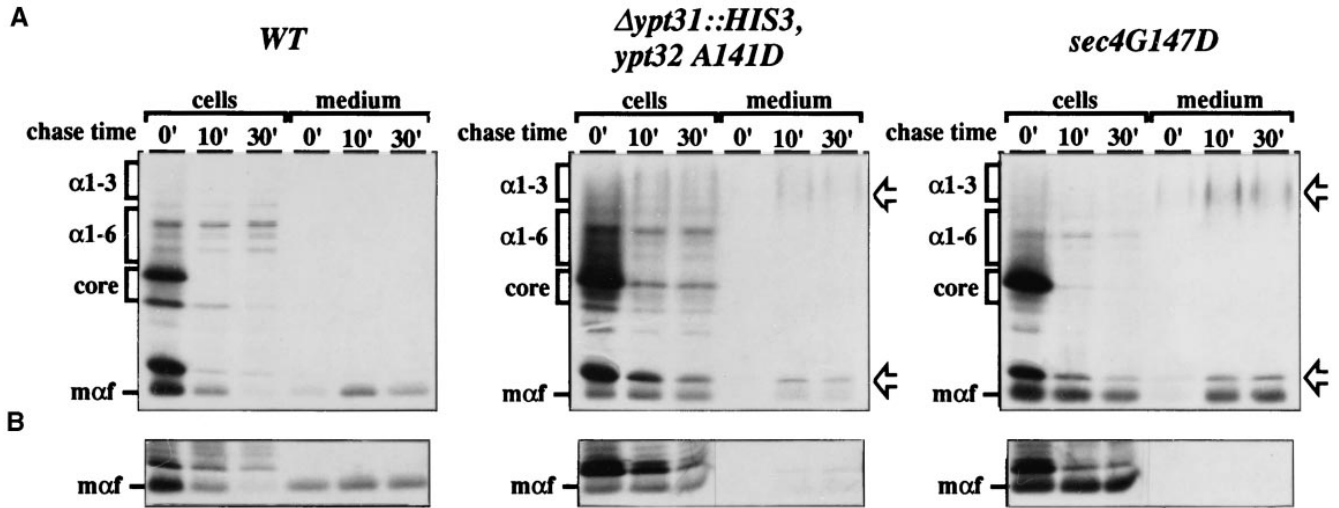 A
WT
Δypt31::HIS3,
ypt32 A141D
sec4G147D
cells medium
cells medium
cells medium
chase time 0' 10' 30' 0' 10' 30'
chase time 0' 10' 30' 0' 10' 30'
chase time 0' 10' 30' 0' 10' 30'
α1-3
α1-6
core
mαf
α1-3
α1-6
core
mαf
α1-3
α1-6
core
mαf
B
mαf
mαf
mαf